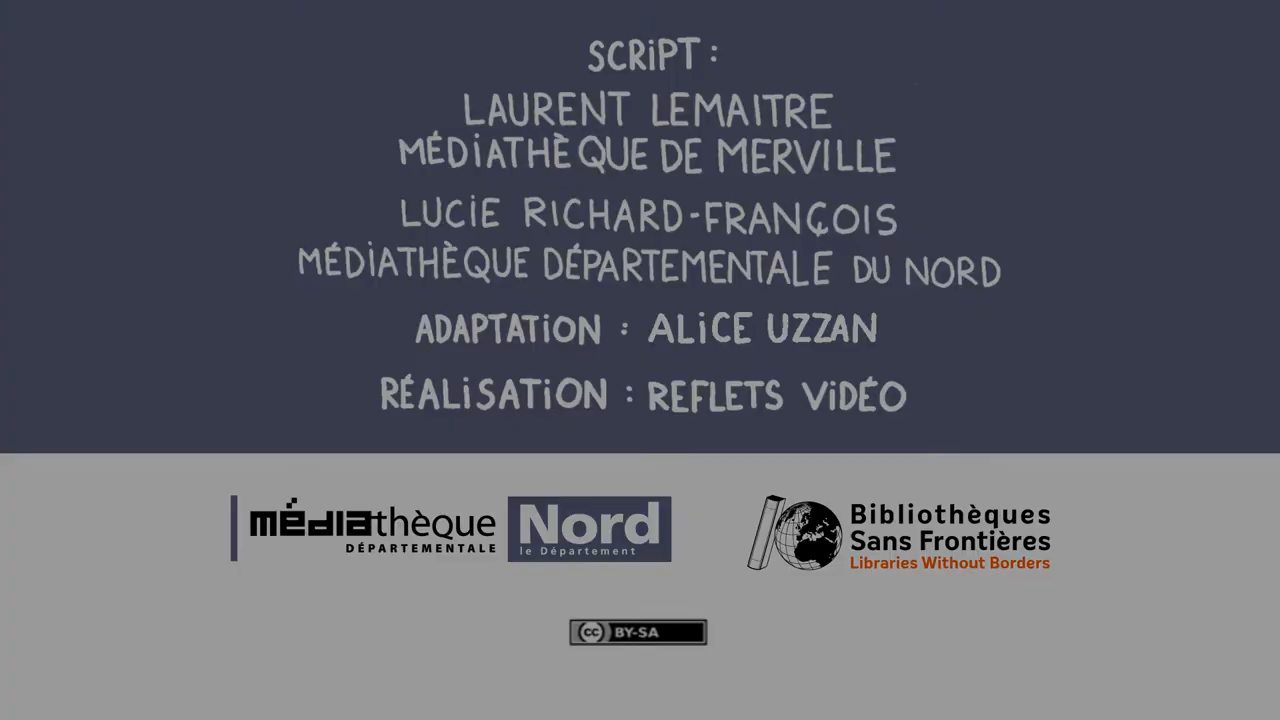 SCRiPT :
LAURENT LEMAITRE
MÉDiATHÈQUE DE MERVILLE
LUCiE RICHARD-FRANÇOIS
MÉDiATHÈQUE DÉPARTEMENTALE DU NORD
ADAPTATiON : ALiCE UZZAN
RÉALiSATiON : REFLETS ViDÉO
médiathèque
DÉPARTEMENTALE
Nord
le Département
Bibliothèques
Sans Frontières
Libraries Without Borders
cc BY-SA